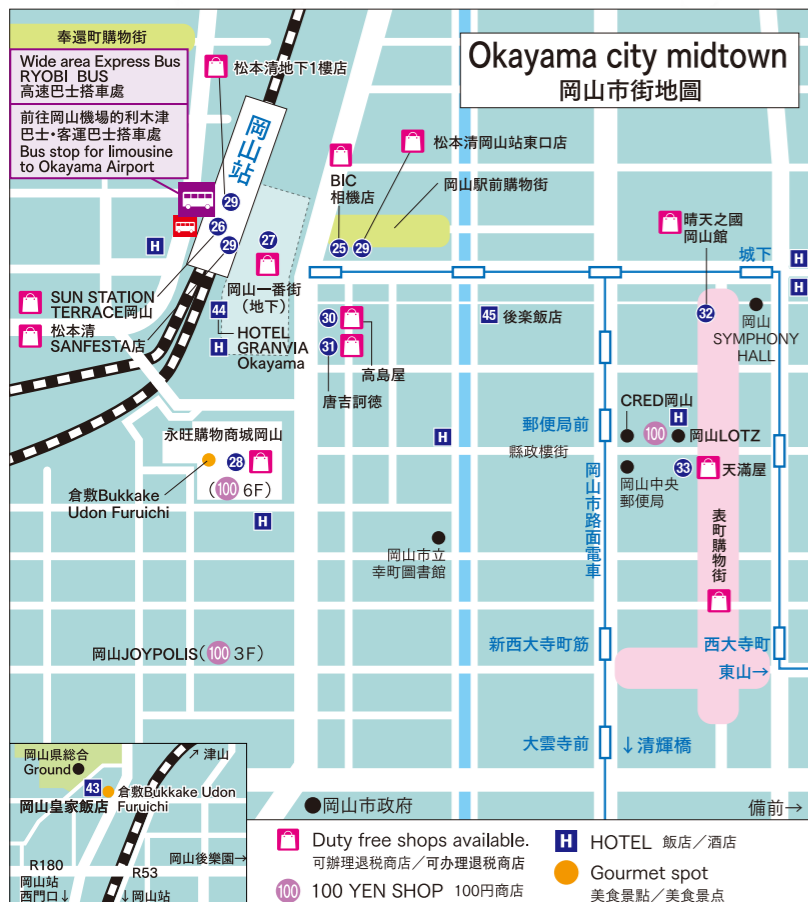 奉還町購物街
Wide area Express Bus
RYOBI BUS
高速巴士搭車處
前往岡山機場的利木津
巴士・客運巴士搭車處
Bus stop for limousine
to Okayama Airport
松本清地下1樓店
Okayama city midtown
岡山市街地圖
岡山站
29
26
29
27
岡山一番街
(地下)
BIC
相機店
25
29
松本清岡山站東口店
岡山駅前購物街
晴天之國
岡山館
城下
H
H
H
SUN STATION
TERRACE岡山
松本清
SANFESTA店
44
H
HOTEL
GRANVIA
Okayama
30
31
高島屋
唐吉訶徳
45 後楽飯店
32
岡山
SYMPHONY
HALL
CRED岡山
H
100
岡山LOTZ
郵便局前
縣政樓街
H
岡山中央
郵便局
33
天滿屋
永旺購物商城岡山
28
(100 6F)
倉敷Bukkake
Udon Furuichi
H
岡山市立
幸町圖書館
岡山市路面電車
表町購物街
岡山JOYPOLIS(100 3F)
新西大寺町筋
西大寺町
東山→
大雲寺前
↓清輝橋
岡山市政府
備前→
岡山県総合
Ground
↗津山
43
岡山皇家飯店
倉敷Bukkake Udon
Furuichi
岡山後樂園→
R180
岡山站
西門口↓
R53
↓岡山站
Duty free shops available.
可辦理退税商店/可办理退税商店
100 100 YEN SHOP 100円商店
H HOTEL 飯店/酒店
Gourmet spot
美食景點/美食景点